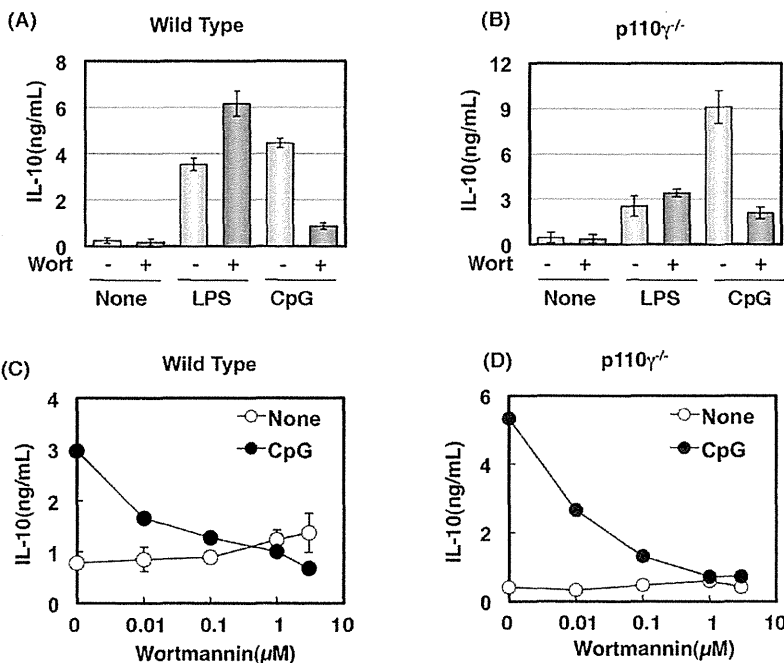 (A)
Wild Type
IL-10(ng/mL)
8
6
4
2
0
Wort - + - + - +
None LPS CpG
(B)
p110γ-/-
IL-10(ng/mL)
12
9
6
3
0
Wort - + - + - +
None LPS CpG
(C)
Wild Type
IL-10(ng/mL)
4
3
2
1
0
None
CpG
0 0.01 0.1 1 10
Wortmannin(μM)
(D)
p110γ-/-
IL-10(ng/mL)
6
4
2
0
None
CpG
0 0.01 0.1 1 10
Wortmannin(μM)